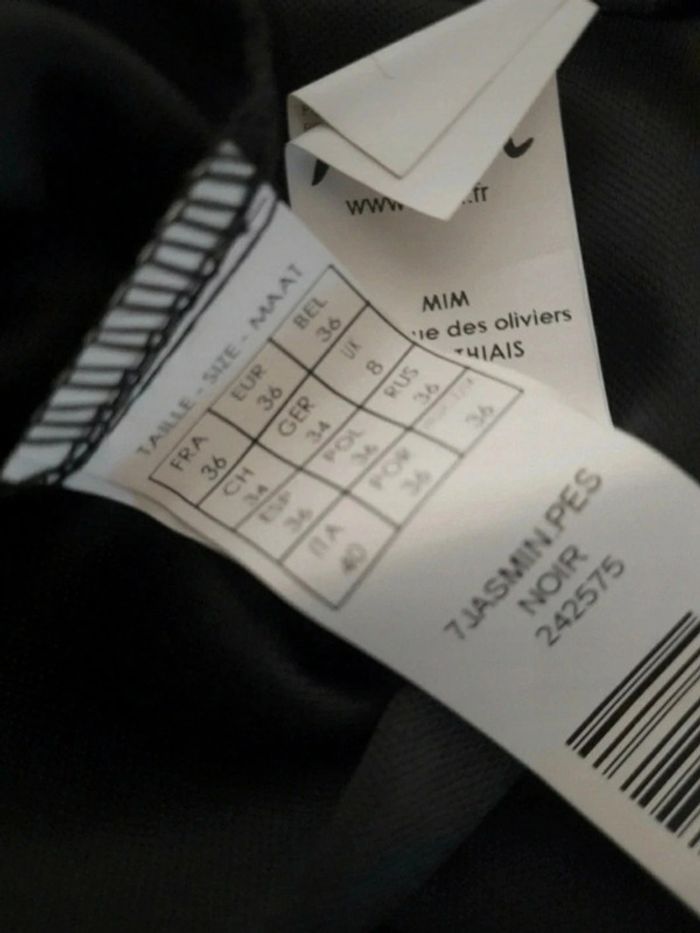 www. .fr
MIM
ue des oliviers
THIAIS
TAILLE - SIZE - MAAT
FRA EUR BEL
36 36 36
CH GER UK
34 34 8
ESP POL RUS
36 36 36
ITA POR
40 36 36
7JASMIN.PES
NOIR
242575